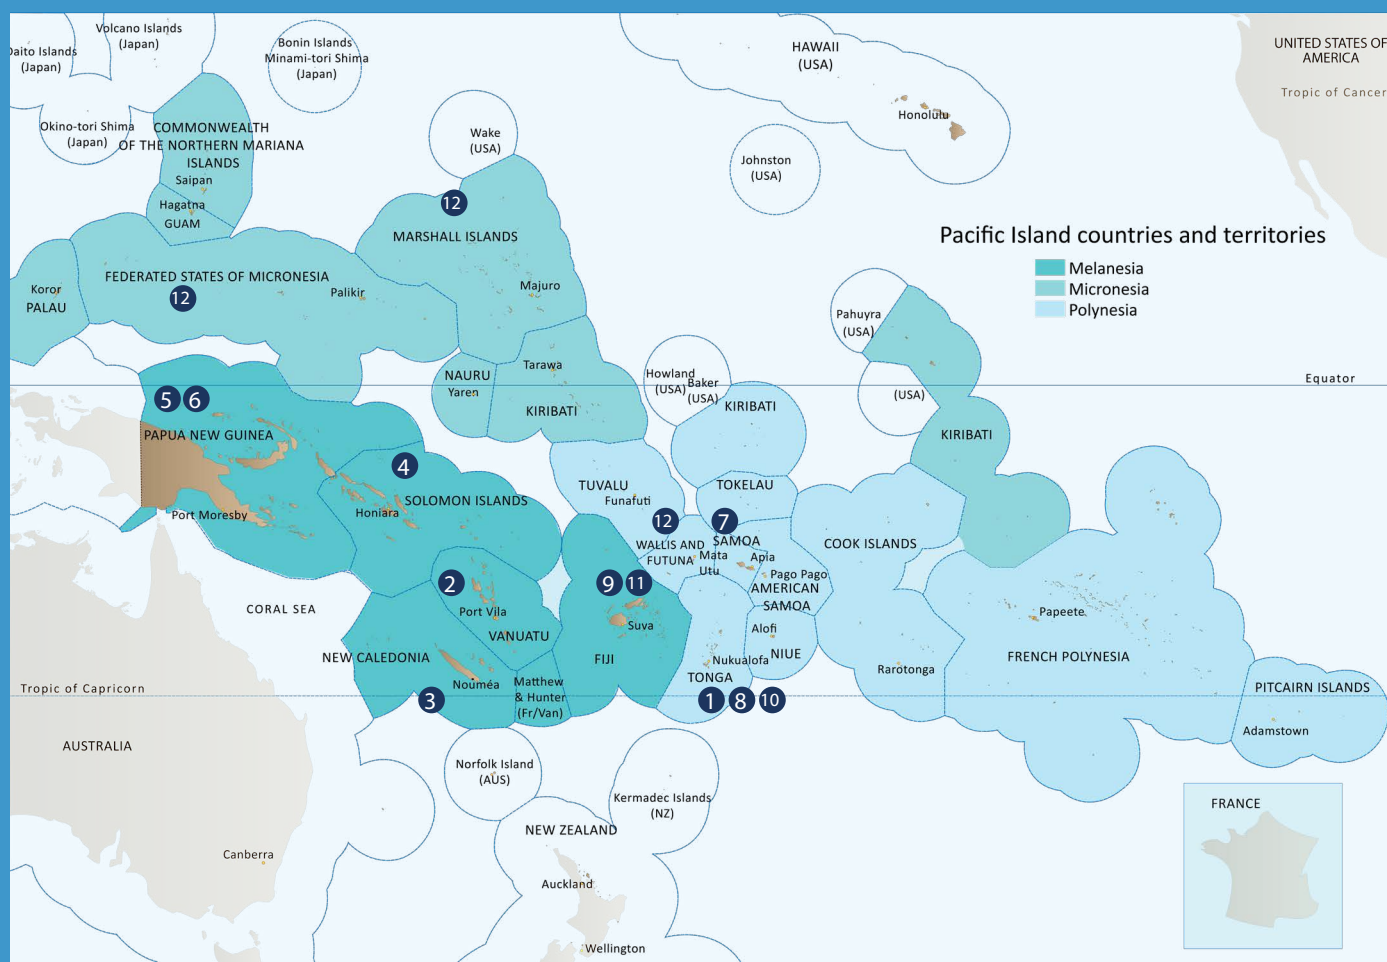 Volcano Islands
(Japan)
Daito Islands
(Japan)
Bonin Islands
Minami-tori Shima
(Japan)
HAWAII
(USA)
UNITED STATES OF
AMERICA
Tropic of Cancer
Okino-tori Shima
(Japan)
COMMONWEALTH
OF THE NORTHERN MARIANA
ISLANDS
Saipan
Hagatna
GUAM
Wake
(USA)
Honolulu
Johnston
(USA)
12
MARSHALL ISLANDS
Majuro
Pacific Island countries and territories
Melanesia
Micronesia
Polynesia
Koror
PALAU
FEDERATED STATES OF MICRONESIA
12
Palikir
Pahuyra
(USA)
NAURU
Yaren
Tarawa
KIRIBATI
Howland
(USA)
Baker
(USA)
KIRIBATI
(USA)
KIRIBATI
Equator
5 6
PAPUA NEW GUINEA
Port Moresby
4
SOLOMON ISLANDS
Honiara
TUVALU
Funafuti
TOKELAU
12
WALLIS AND
FUTUNA
Mata
Utu
7
SAMOA
Apia
Pago Pago
AMERICAN
SAMOA
COOK ISLANDS
CORAL SEA
2
Port Vila
VANUATU
9 11
Suva
FIJI
Alofi
NIUE
Papeete
FRENCH POLYNESIA
NEW CALEDONIA
Nouméa
3
Matthew
& Hunter
(Fr/Van)
Nukualofa
TONGA
1 8 10
Rarotonga
Tropic of Capricorn
PITCAIRN ISLANDS
Adamstown
AUSTRALIA
Canberra
Norfolk Island
(AUS)
Kermadec Islands
(NZ)
NEW ZEALAND
Auckland
Wellington
FRANCE